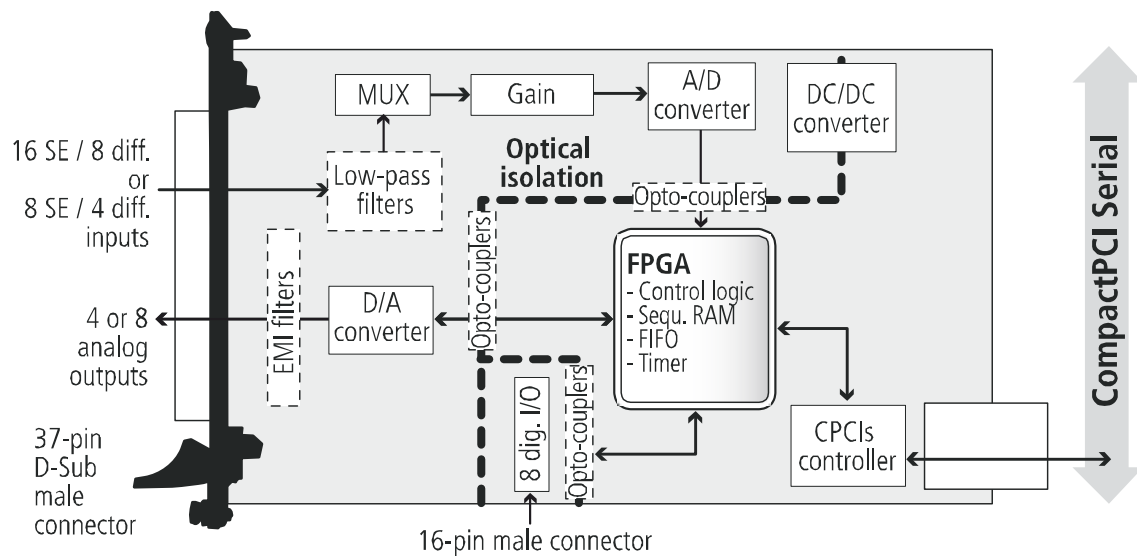 MUX
Gain
A/D
converter
DC/DC
converter
16 SE / 8 diff.
or
8 SE / 4 diff.
inputs
Low-pass
filters
Optical
isolation
Opto-couplers
Opto-couplers
EMI filters
D/A
converter
FPGA
- Control logic
- Sequ. RAM
- FIFO
- Timer
4 or 8
analog
outputs
8 dig. I/O
Opto-couplers
CPCIs
controller
CompactPCI Serial
37-pin
D-Sub
male
connector
16-pin male connector